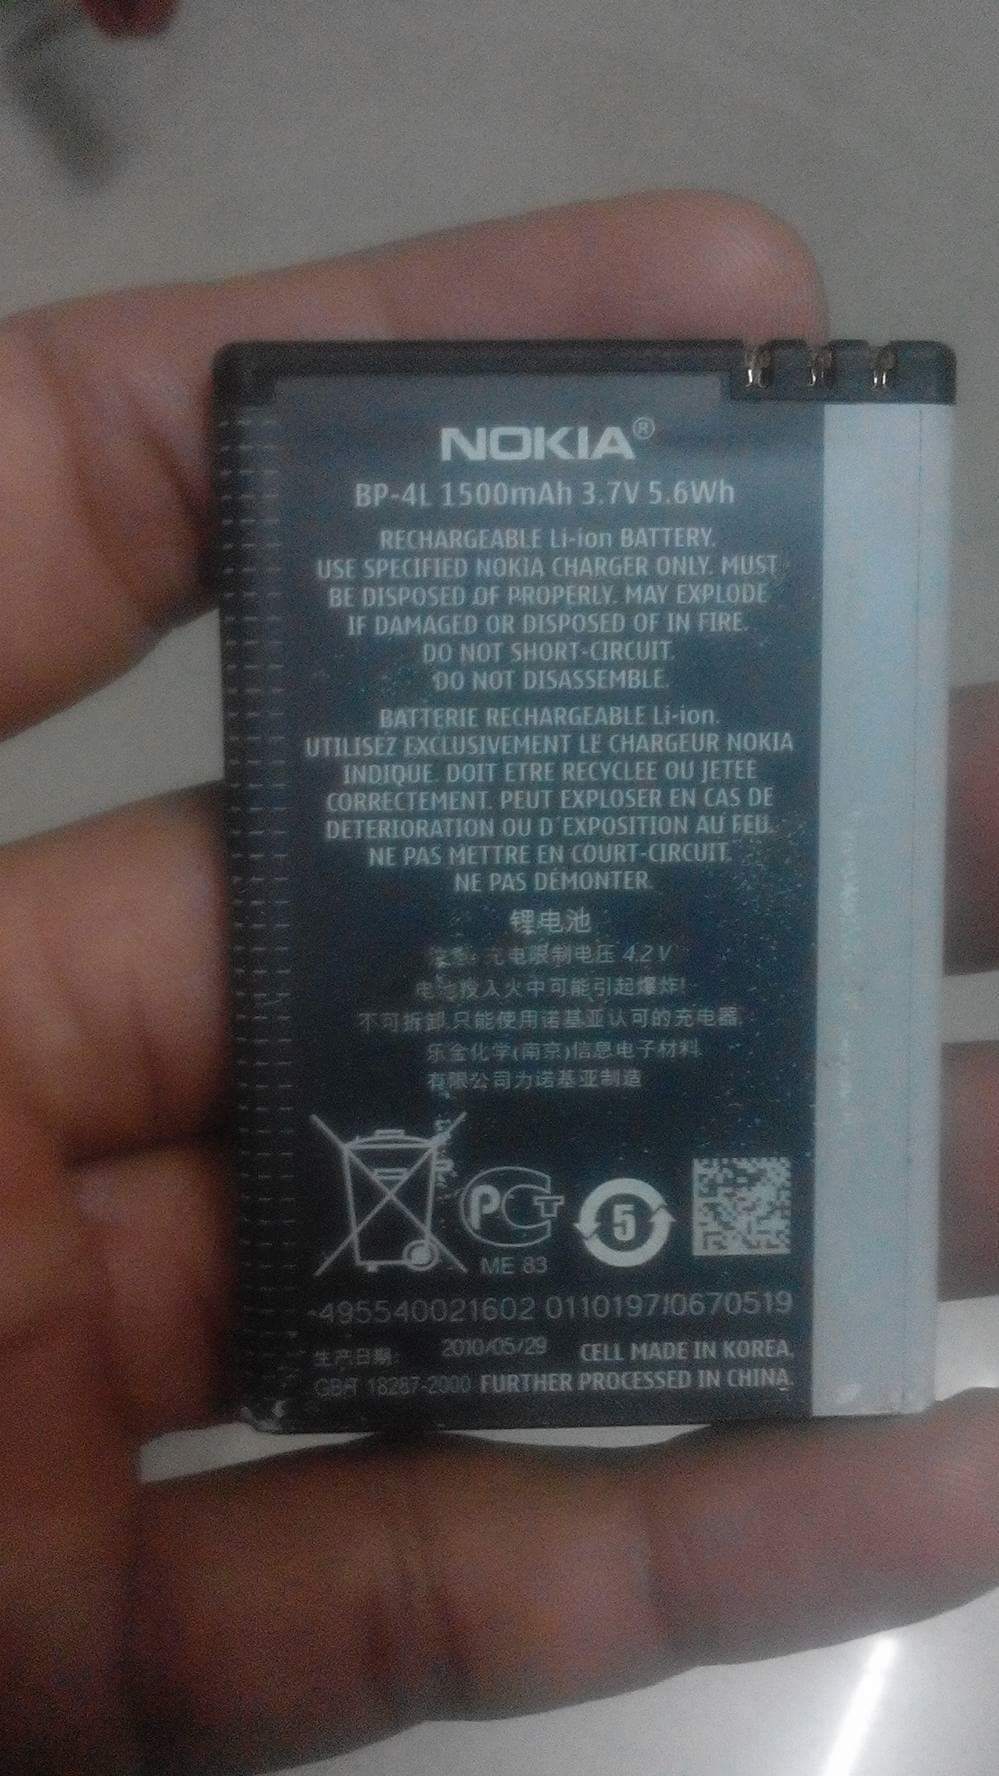 NOKIA®
BP-4L 1500mAh 3.7V 5.6Wh
RECHARGEABLE Li-ion BATTERY.
USE SPECIFIED NOKIA CHARGER ONLY. MUST
BE DISPOSED OF PROPERLY. MAY EXPLODE
IF DAMAGED OR DISPOSED OF IN FIRE.
DO NOT SHORT-CIRCUIT.
DO NOT DISASSEMBLE.
BATTERIE RECHARGEABLE Li-ion.
UTILISEZ EXCLUSIVEMENT LE CHARGEUR NOKIA
INDIQUE. DOIT ETRE RECYCLEE OU JETEE
CORRECTEMENT. PEUT EXPLOSER EN CAS DE
DETERIORATION OU D'EXPOSITION AU FEU.
NE PAS METTRE EN COURT-CIRCUIT.
NE PAS DEMONTER.
锂电池
充电限制电压 4.2 V
电池投入火中可能引起爆炸!
不可拆卸,只能使用诺基亚认可的充电器.
乐金化学(南京)信息电子材料
有限公司为诺基亚制造
PCT
5
ME 83
495540021602 0110197/0670519
生产日期: 2010/05/29 CELL MADE IN KOREA.
GB/T 18287-2000 FURTHER PROCESSED IN CHINA.